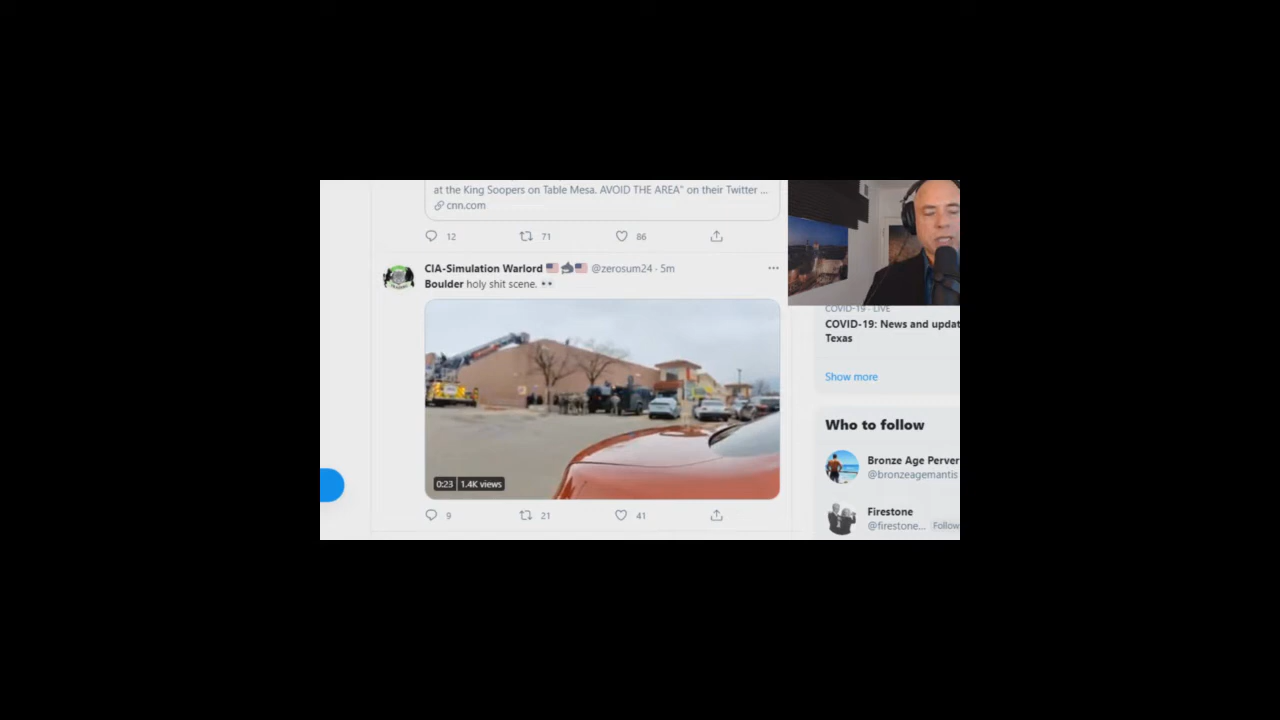 at the King Soopers on Table Mesa. AVOID THE AREA" on their Twitter ...
cnn.com
12 71 86
CIA-Simulation Warlord @zerosum24 · 5m
Boulder holy shit scene.
0:23 1.4K views
9 21 41
COVID-19 · LIVE
COVID-19: News and updat
Texas
Show more
Who to follow
Bronze Age Perver
@bronzeagemantis
Firestone
@firestone... Follow